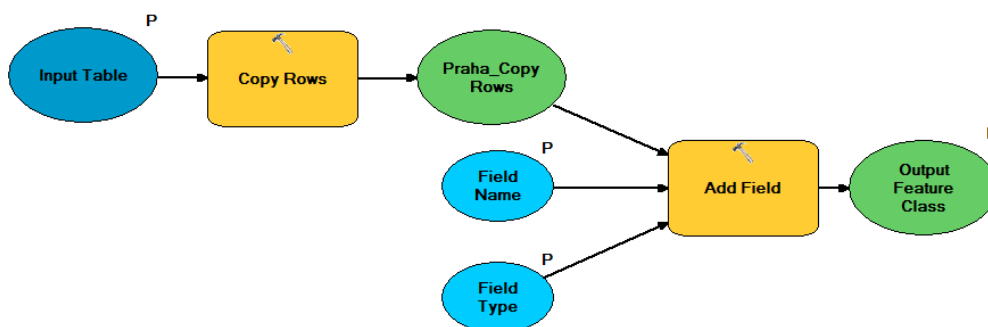 P
Input Table
Copy Rows
Praha_Copy
Rows
P
Field
Name
Add Field
Output
Feature
Class
P
Field
Type